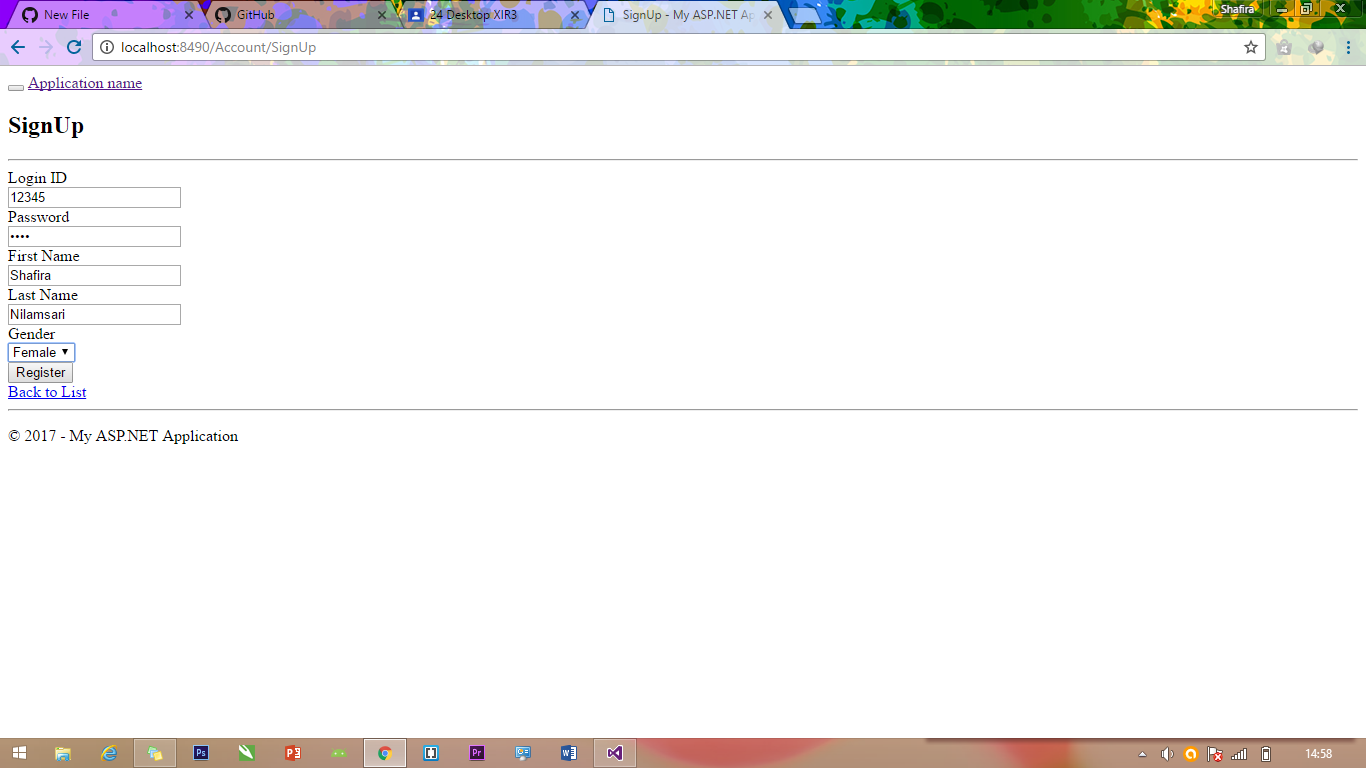 New File
GitHub
24 Desktop XIR3
SignUp - My ASP.NET Ap
Shafira
localhost:8490/Account/SignUp
Application name
SignUp
Login ID
12345
Password
••••
First Name
Shafira
Last Name
Nilamsari
Gender
Female
Register
Back to List
© 2017 - My ASP.NET Application
14:58